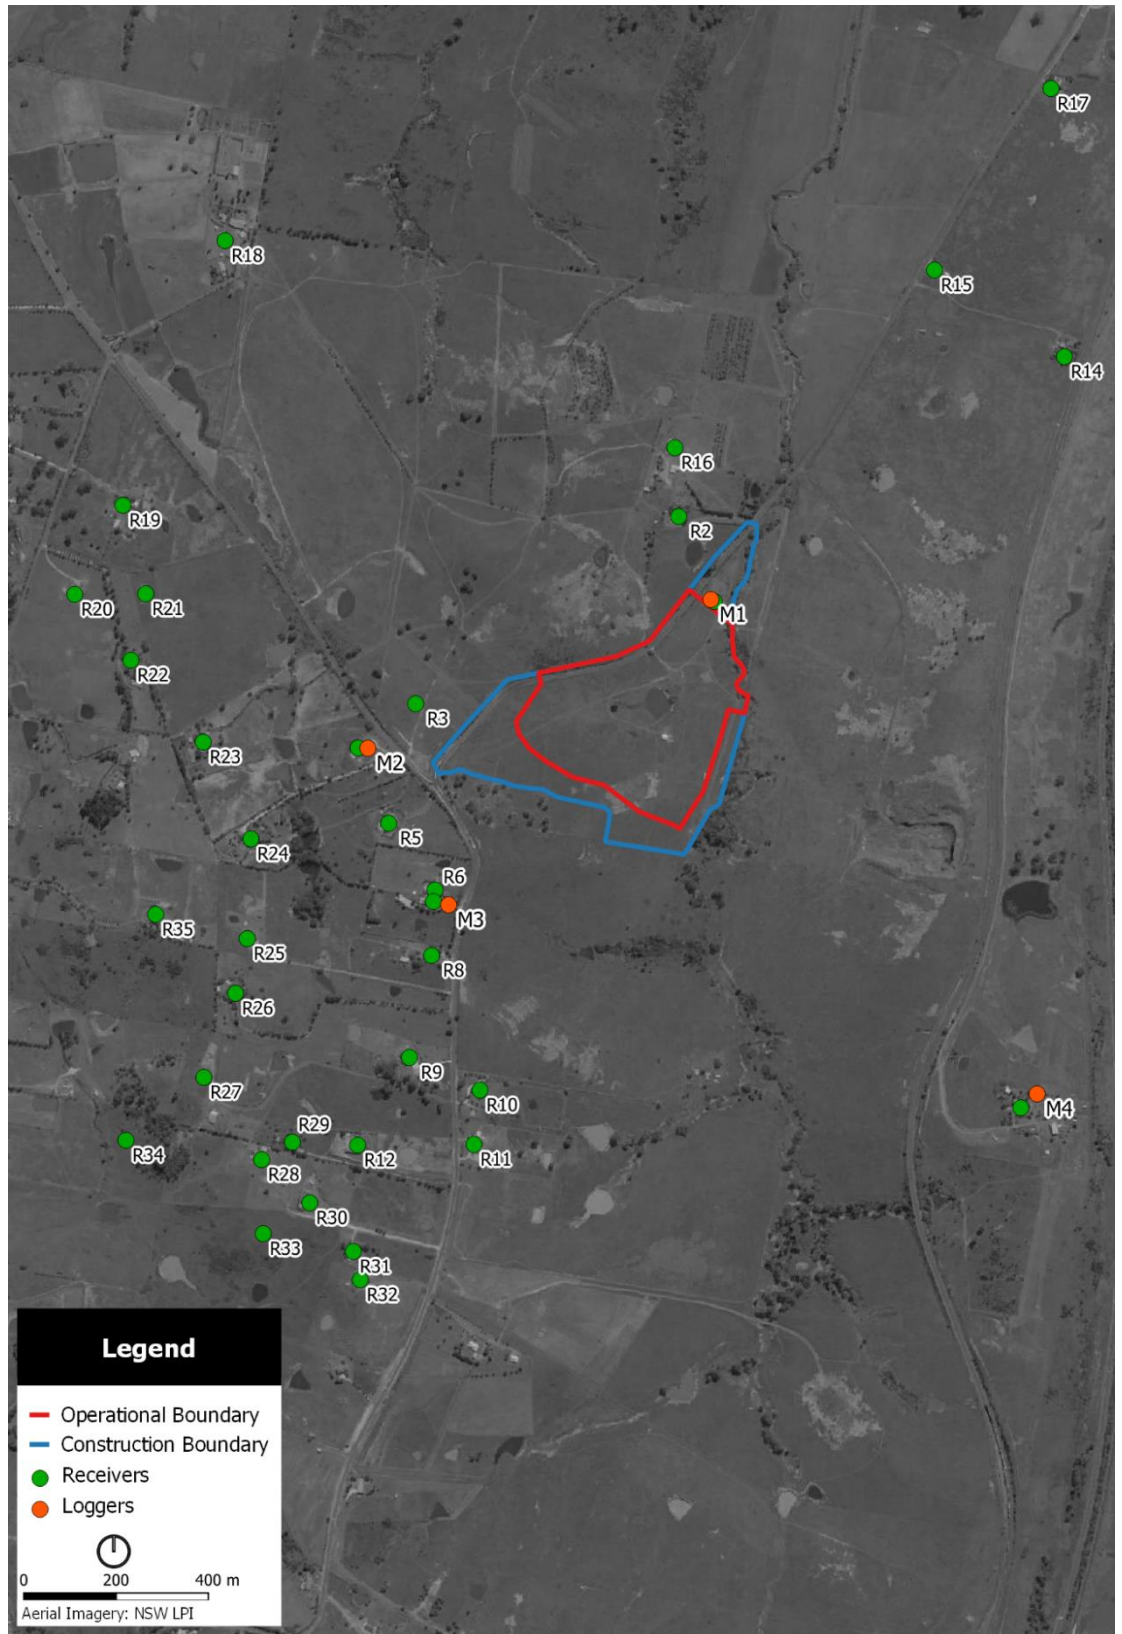 R17
R18
R15
R14
R16
R19
R2
R20
R21
M1
R22
R3
R23
M2
R5
R24
R6
R35
M3
R25
R8
R26
R9
R27
R10
M4
R29
R34
R12
R11
R28
R30
R33
R31
R32
Legend
Operational Boundary
Construction Boundary
Receivers
Loggers
0 200 400 m
Aerial Imagery: NSW LPI